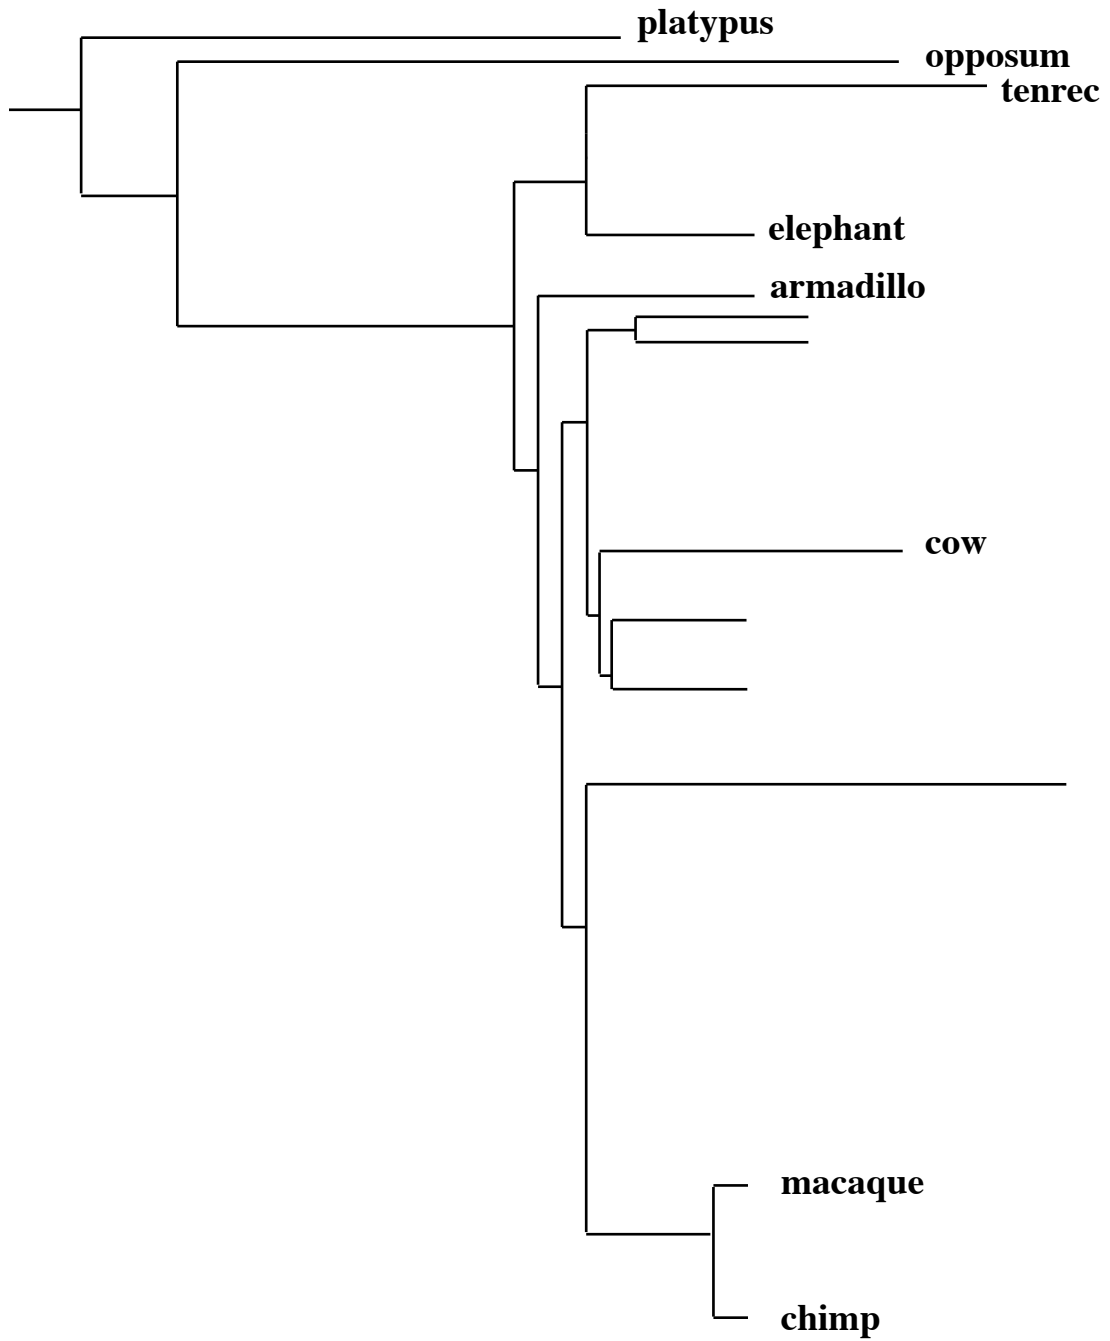 platypus
opposum
tenrec
elephant
armadillo
cow
macaque
chimp